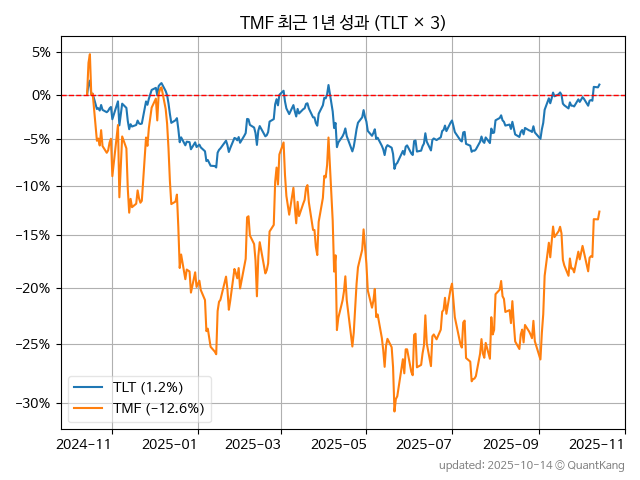 TMF 최근 1년 성과 (TLT × 3)
5%
0%
−5%
−10%
−15%
−20%
−25%
−30%
TLT (1.2%)
TMF (−12.6%)
2024-11 2025-01 2025-03 2025-05 2025-07 2025-09 2025-11
updated: 2025-10-14 © QuantKang